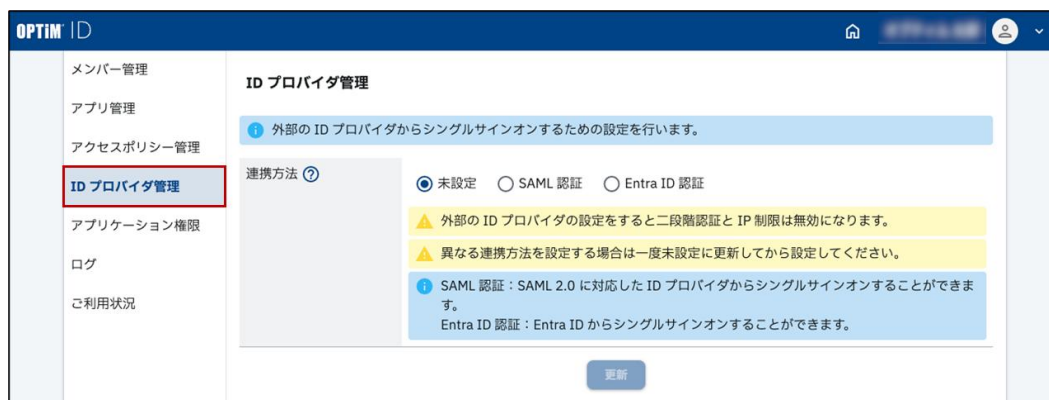 OPTiM ID
メンバー管理
アプリ管理
アクセスポリシー管理
ID プロバイダ管理
アプリケーション権限
ログ
ご利用状況
ID プロバイダ管理
外部の ID プロバイダからシングルサインオンするための設定を行います。
連携方法
未設定 SAML 認証 Entra ID 認証
外部の ID プロバイダの設定をすると二段階認証と IP 制限は無効になります。
異なる連携方法を設定する場合は一度未設定に更新してから設定してください。
SAML 認証：SAML 2.0 に対応した ID プロバイダからシングルサインオンすることができま
す。
Entra ID 認証：Entra ID からシングルサインオンすることができます。
更新